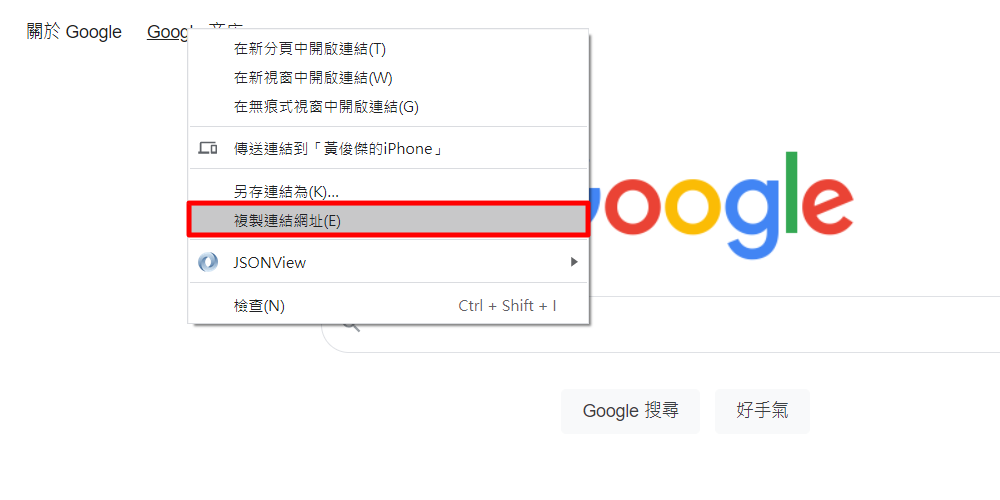 關於 Google
Google 商店
在新分頁中開啟連結(T)
在新視窗中開啟連結(W)
在無痕式視窗中開啟連結(G)
傳送連結到「黃俊傑的iPhone」
另存連結為(K)...
複製連結網址(E)
JSONView
檢查(N) Ctrl + Shift + I
oogle
Google 搜尋
好手氣